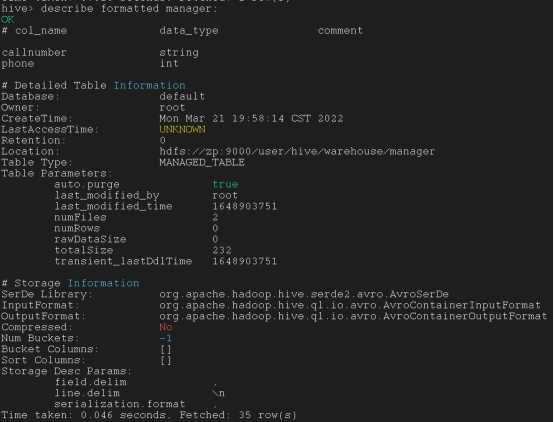 hive> describe formatted manager;
OK
# col_name data_type comment
callnumber string
phone int
# Detailed Table Information
Database: default
Owner: root
CreateTime: Mon Mar 21 19:58:14 CST 2022
LastAccessTime: UNKNOWN
Retention: 0
Location: hdfs://zp:9000/user/hive/warehouse/manager
Table Type: MANAGED_TABLE
Table Parameters:
auto.purge true
last_modified_by root
last_modified_time 1648903751
numFiles 2
numRows 0
rawDataSize 0
totalSize 232
transient_lastDdlTime 1648903751
# Storage Information
SerDe Library: org.apache.hadoop.hive.serde2.avro.AvroSerDe
InputFormat: org.apache.hadoop.hive.ql.io.avro.AvroContainerInputFormat
OutputFormat: org.apache.hadoop.hive.ql.io.avro.AvroContainerOutputFormat
Compressed: No
Num Buckets: -1
Bucket Columns: []
Sort Columns: []
Storage Desc Params:
field.delim ,
line.delim \n
serialization.format ,
Time taken: 0.046 seconds, Fetched: 35 row(s)